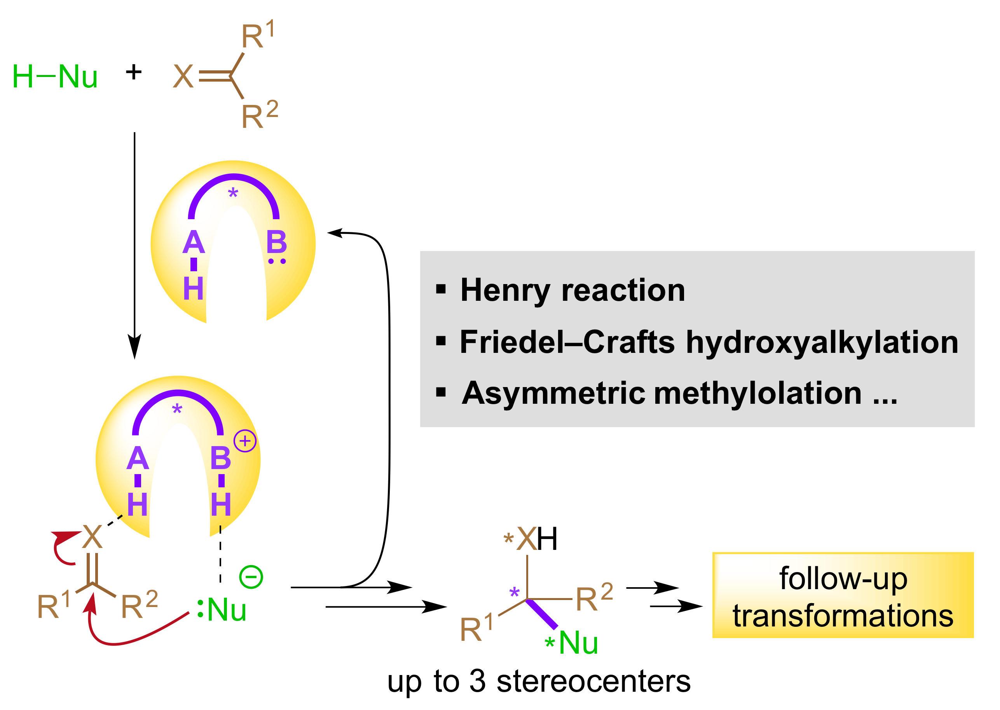 H–Nu + X R¹
R²
* A B
H
▪ Henry reaction
▪ Friedel–Crafts hydroxyalkylation
▪ Asymmetric methylolation ...
* A B ⊕
H H
X
R¹ R² :Nu ⊖
*XH
* R²
R¹ *Nu
up to 3 stereocenters
follow-up
transformations